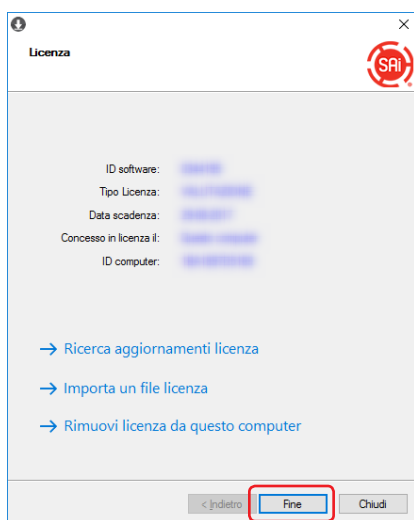 Licenza
SAi
ID software:
Tipo Licenza:
Data scadenza:
Concesso in licenza il:
ID computer:
→ Ricerca aggiornamenti licenza
→ Importa un file licenza
→ Rimuovi licenza da questo computer
< Indietro Fine Chiudi